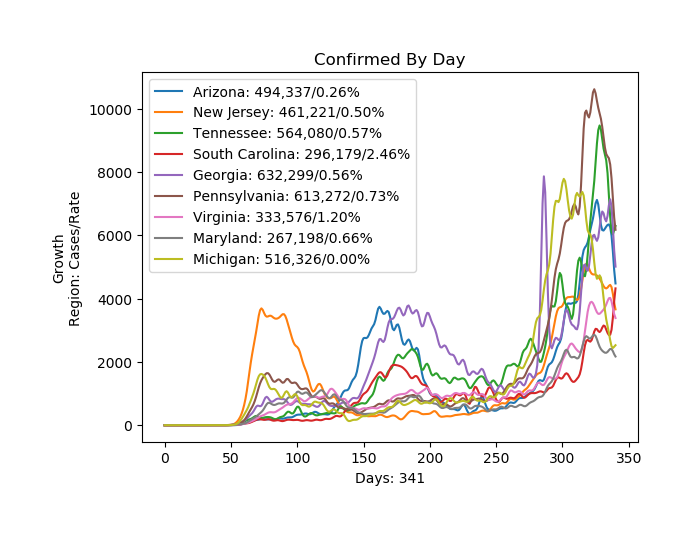 Confirmed By Day
Arizona: 494,337/0.26%
New Jersey: 461,221/0.50%
Tennessee: 564,080/0.57%
South Carolina: 296,179/2.46%
Georgia: 632,299/0.56%
Pennsylvania: 613,272/0.73%
Virginia: 333,576/1.20%
Maryland: 267,198/0.66%
Michigan: 516,326/0.00%
Growth
Region: Cases/Rate
10000
8000
6000
4000
2000
0
0 50 100 150 200 250 300 350
Days: 341